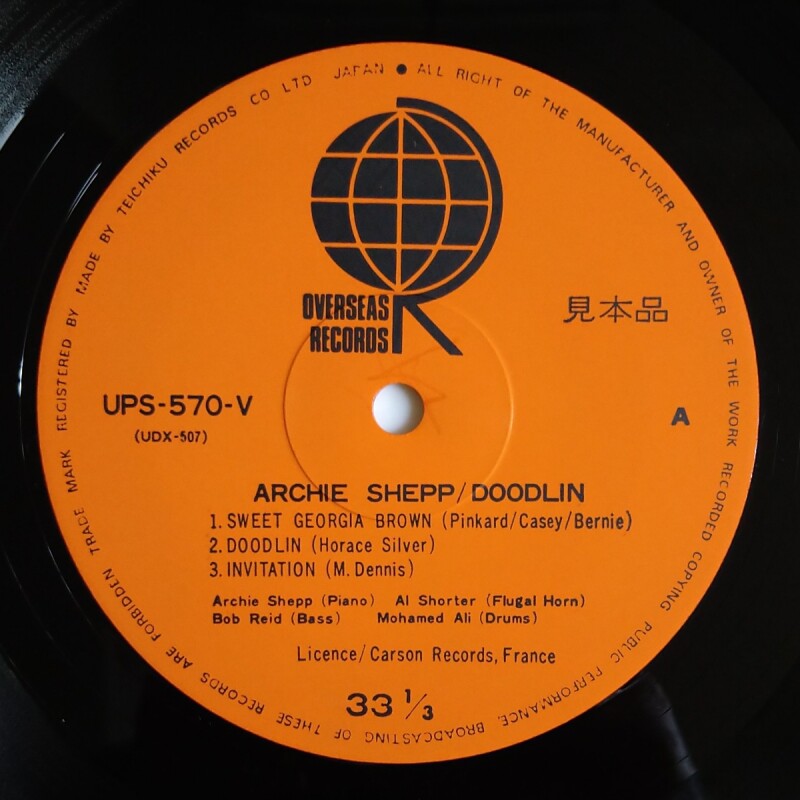 TRADE MARK REGISTERED BY MADE BY TEICHIKU RECORDS CO LTD JAPAN ● ALL RIGHT OF THE MANUFACTURER AND OWNER OF THE WORK RECORDED COPYING PUBLIC PERFORMANCE. BROADCASTING OF THESE RECORDS ARE FORBIDDEN
R
OVERSEAS
RECORDS
見本品
UPS-570-V
(UDX-507)
A
ARCHIE SHEPP/DOODLIN
1. SWEET GEORGIA BROWN (Pinkard/Casey/Bernie)
2. DOODLIN (Horace Silver)
3. INVITATION (M. Dennis)
Archie Shepp (Piano) Al Shorter (Flugal Horn)
Bob Reid (Bass) Mohamed Ali (Drums)
Licence/Carson Records, France
33 1/3